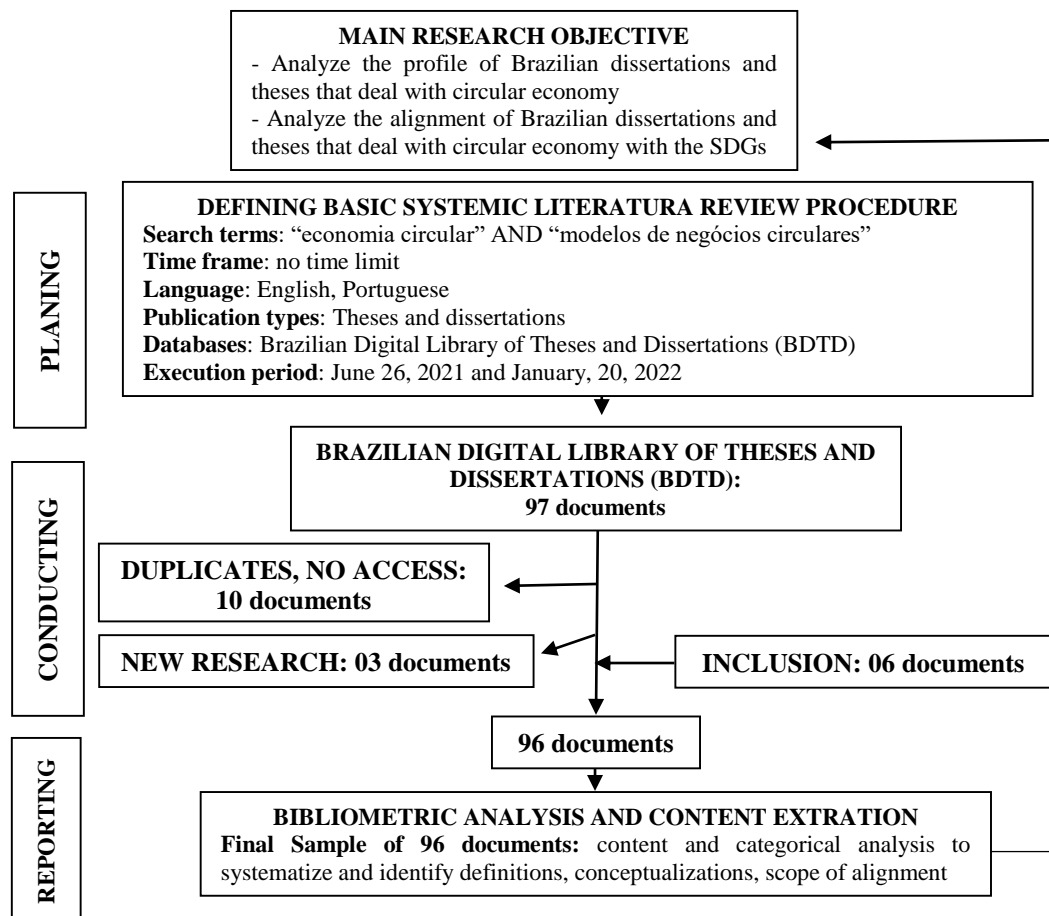 MAIN RESEARCH OBJECTIVE
- Analyze the profile of Brazilian dissertations and
theses that deal with circular economy
- Analyze the alignment of Brazilian dissertations and
theses that deal with circular economy with the SDGs
PLANING
DEFINING BASIC SYSTEMIC LITERATURA REVIEW PROCEDURE
Search terms: “economia circular” AND “modelos de negócios circulares”
Time frame: no time limit
Language: English, Portuguese
Publication types: Theses and dissertations
Databases: Brazilian Digital Library of Theses and Dissertations (BDTD)
Execution period: June 26, 2021 and January, 20, 2022
CONDUCTING
BRAZILIAN DIGITAL LIBRARY OF THESES AND
DISSERTATIONS (BDTD):
97 documents
DUPLICATES, NO ACCESS:
10 documents
NEW RESEARCH: 03 documents
INCLUSION: 06 documents
96 documents
REPORTING
BIBLIOMETRIC ANALYSIS AND CONTENT EXTRATION
Final Sample of 96 documents: content and categorical analysis to
systematize and identify definitions, conceptualizations, scope of alignment